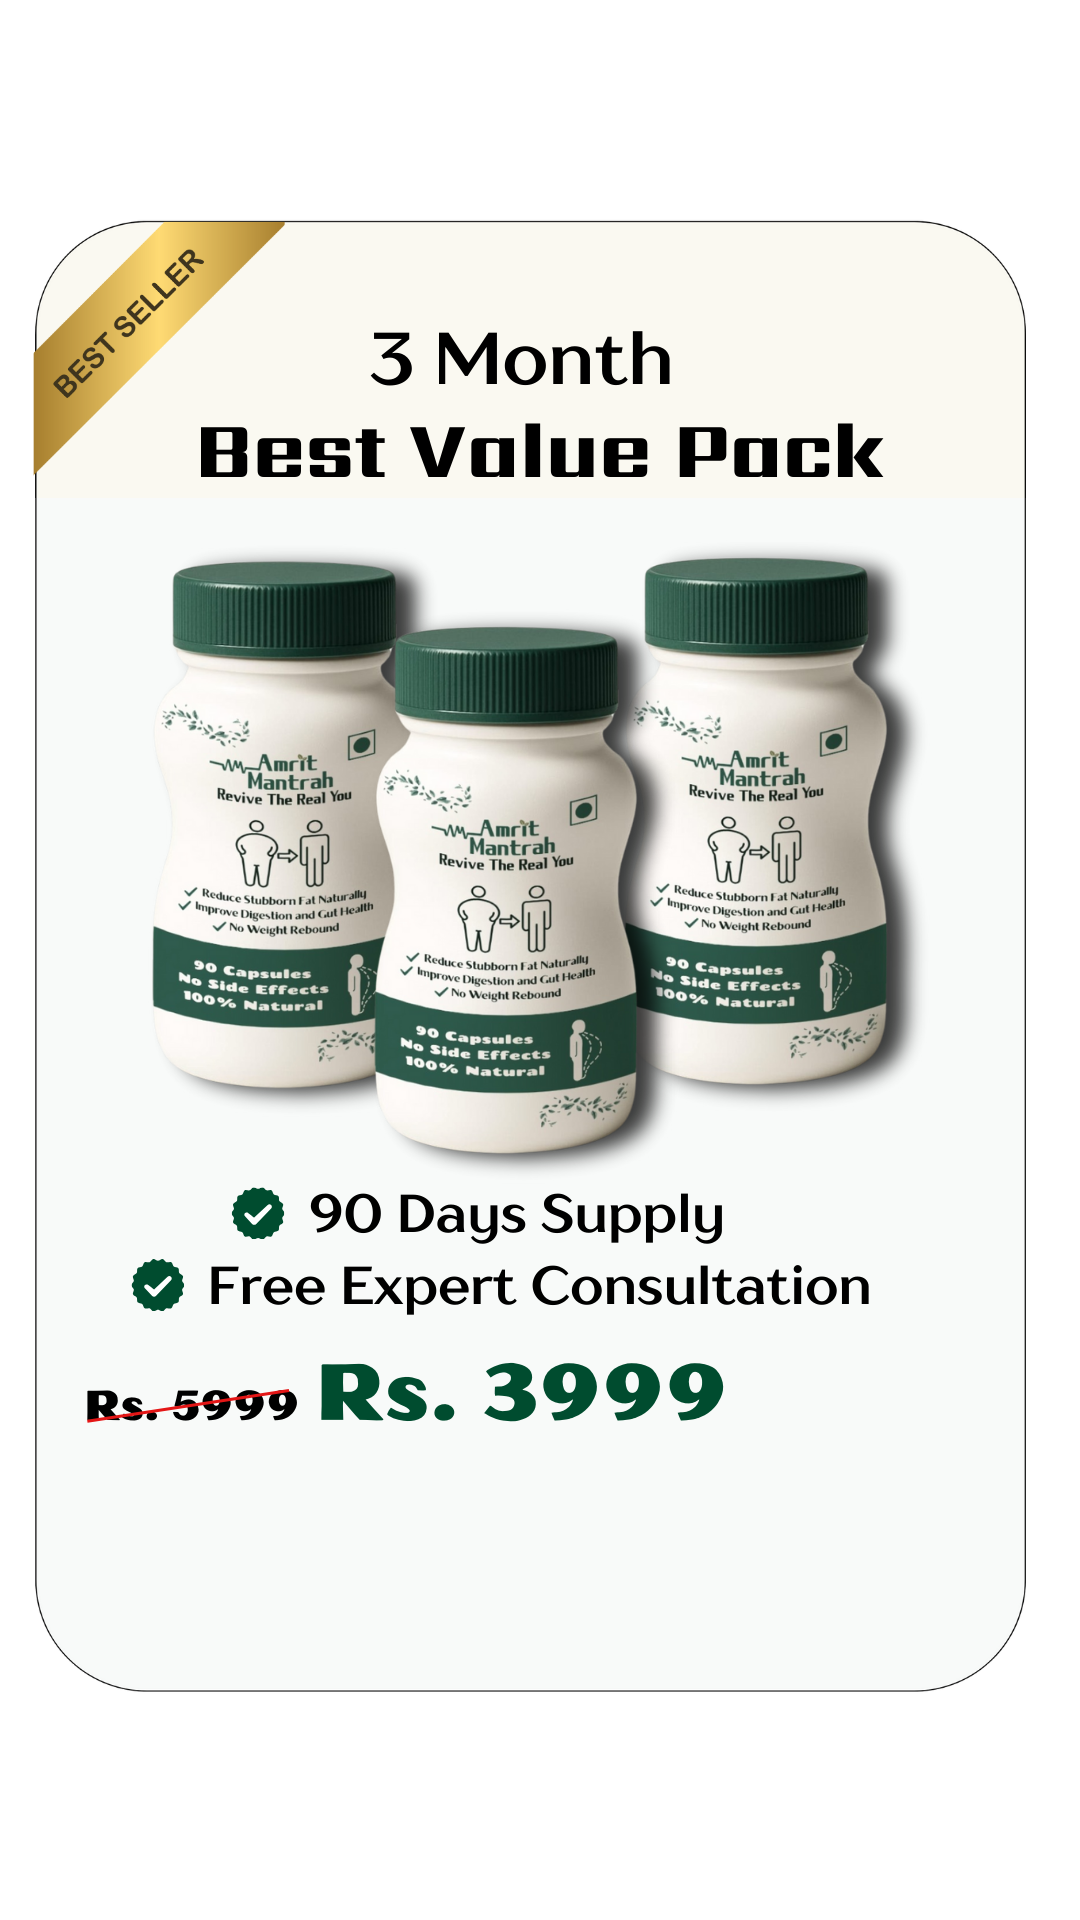 BEST SELLER
3 Month
Best Value Pack
Amrit
Mantrah
Revive The Real You
Reduce Stubborn Fat Naturally
Improve Digestion and Gut Health
No Weight Rebound
90 Capsules
No Side Effects
100% Natural
Amrit
Mantrah
Revive The Real You
Reduce Stubborn Fat Naturally
Improve Digestion and Gut Health
No Weight Rebound
90 Capsules
No Side Effects
100% Natural
Amrit
Mantrah
Revive The Real You
Reduce Stubborn Fat Naturally
Improve Digestion and Gut Health
No Weight Rebound
90 Capsules
No Side Effects
100% Natural
90 Days Supply
Free Expert Consultation
Rs. 5999 Rs. 3999